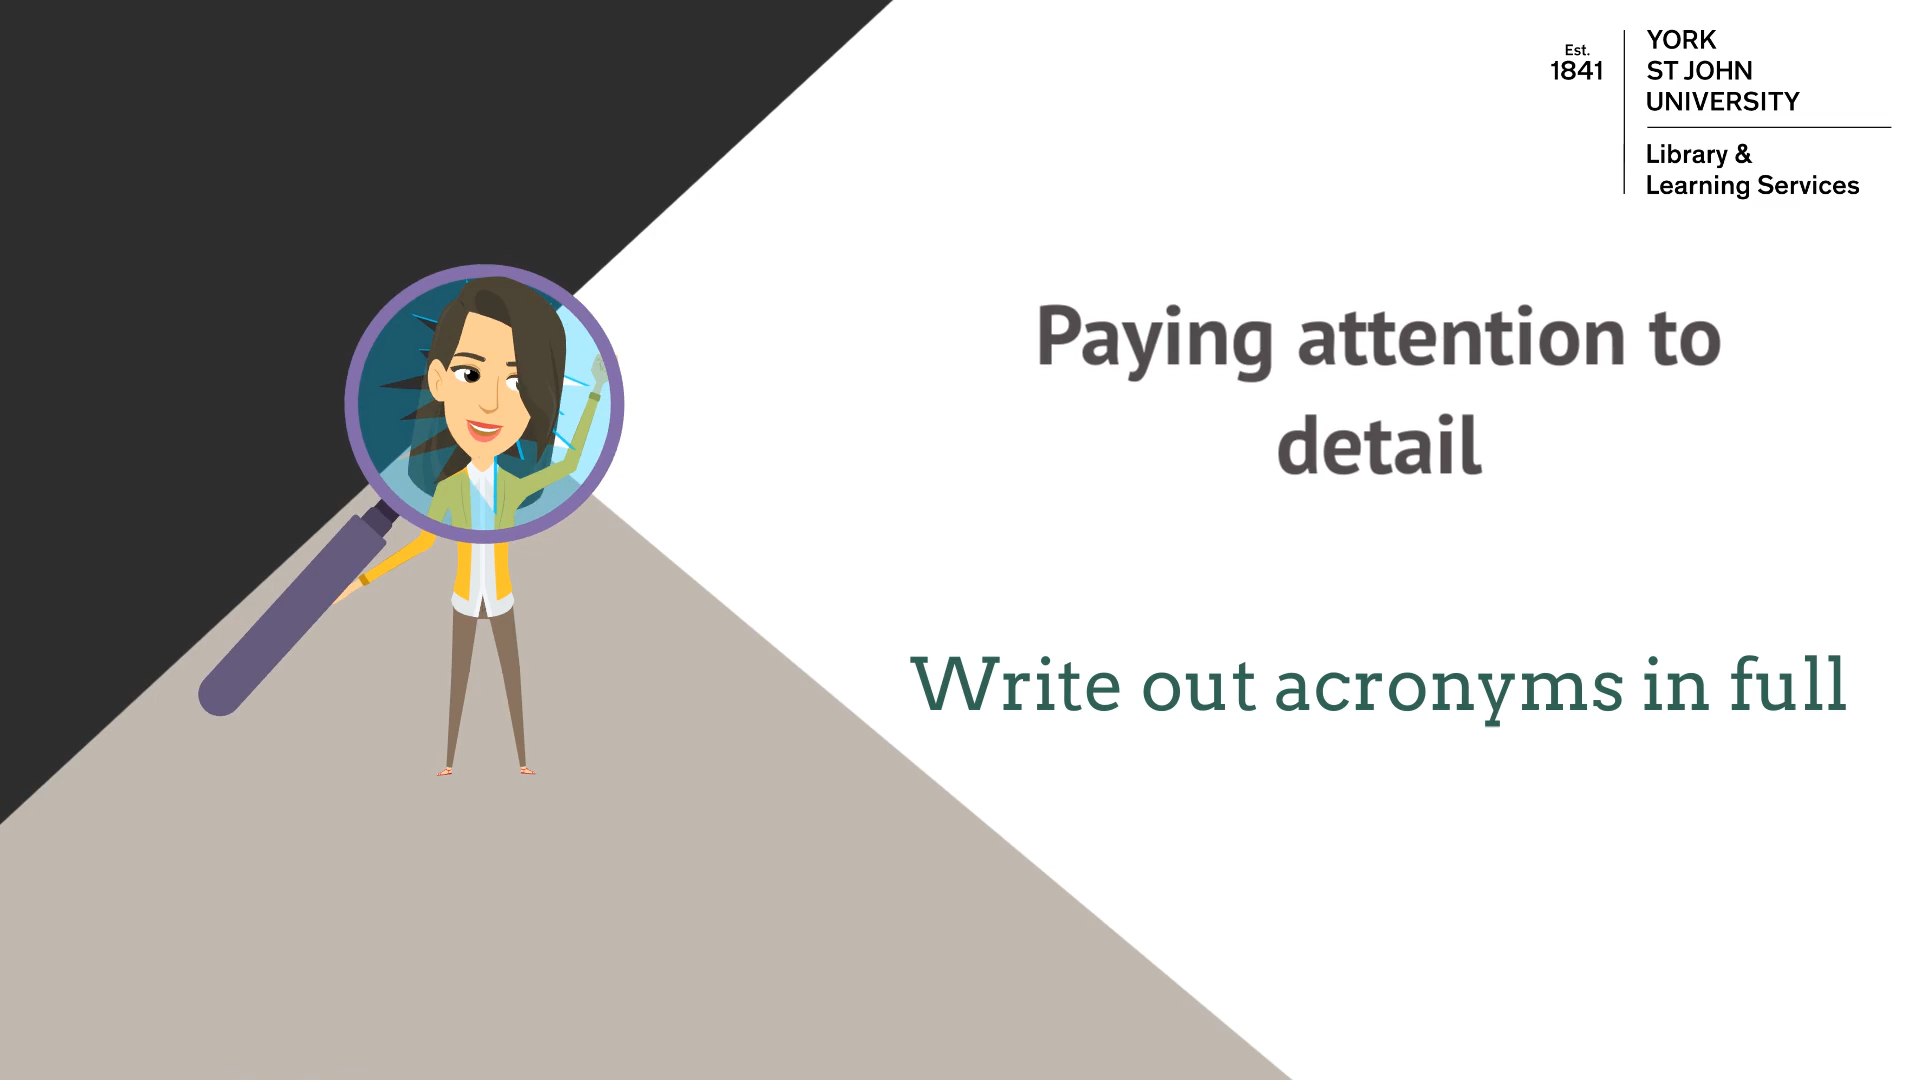 Est.
1841
YORK
ST JOHN
UNIVERSITY
Library &
Learning Services
Paying attention to
detail
Write out acronyms in full